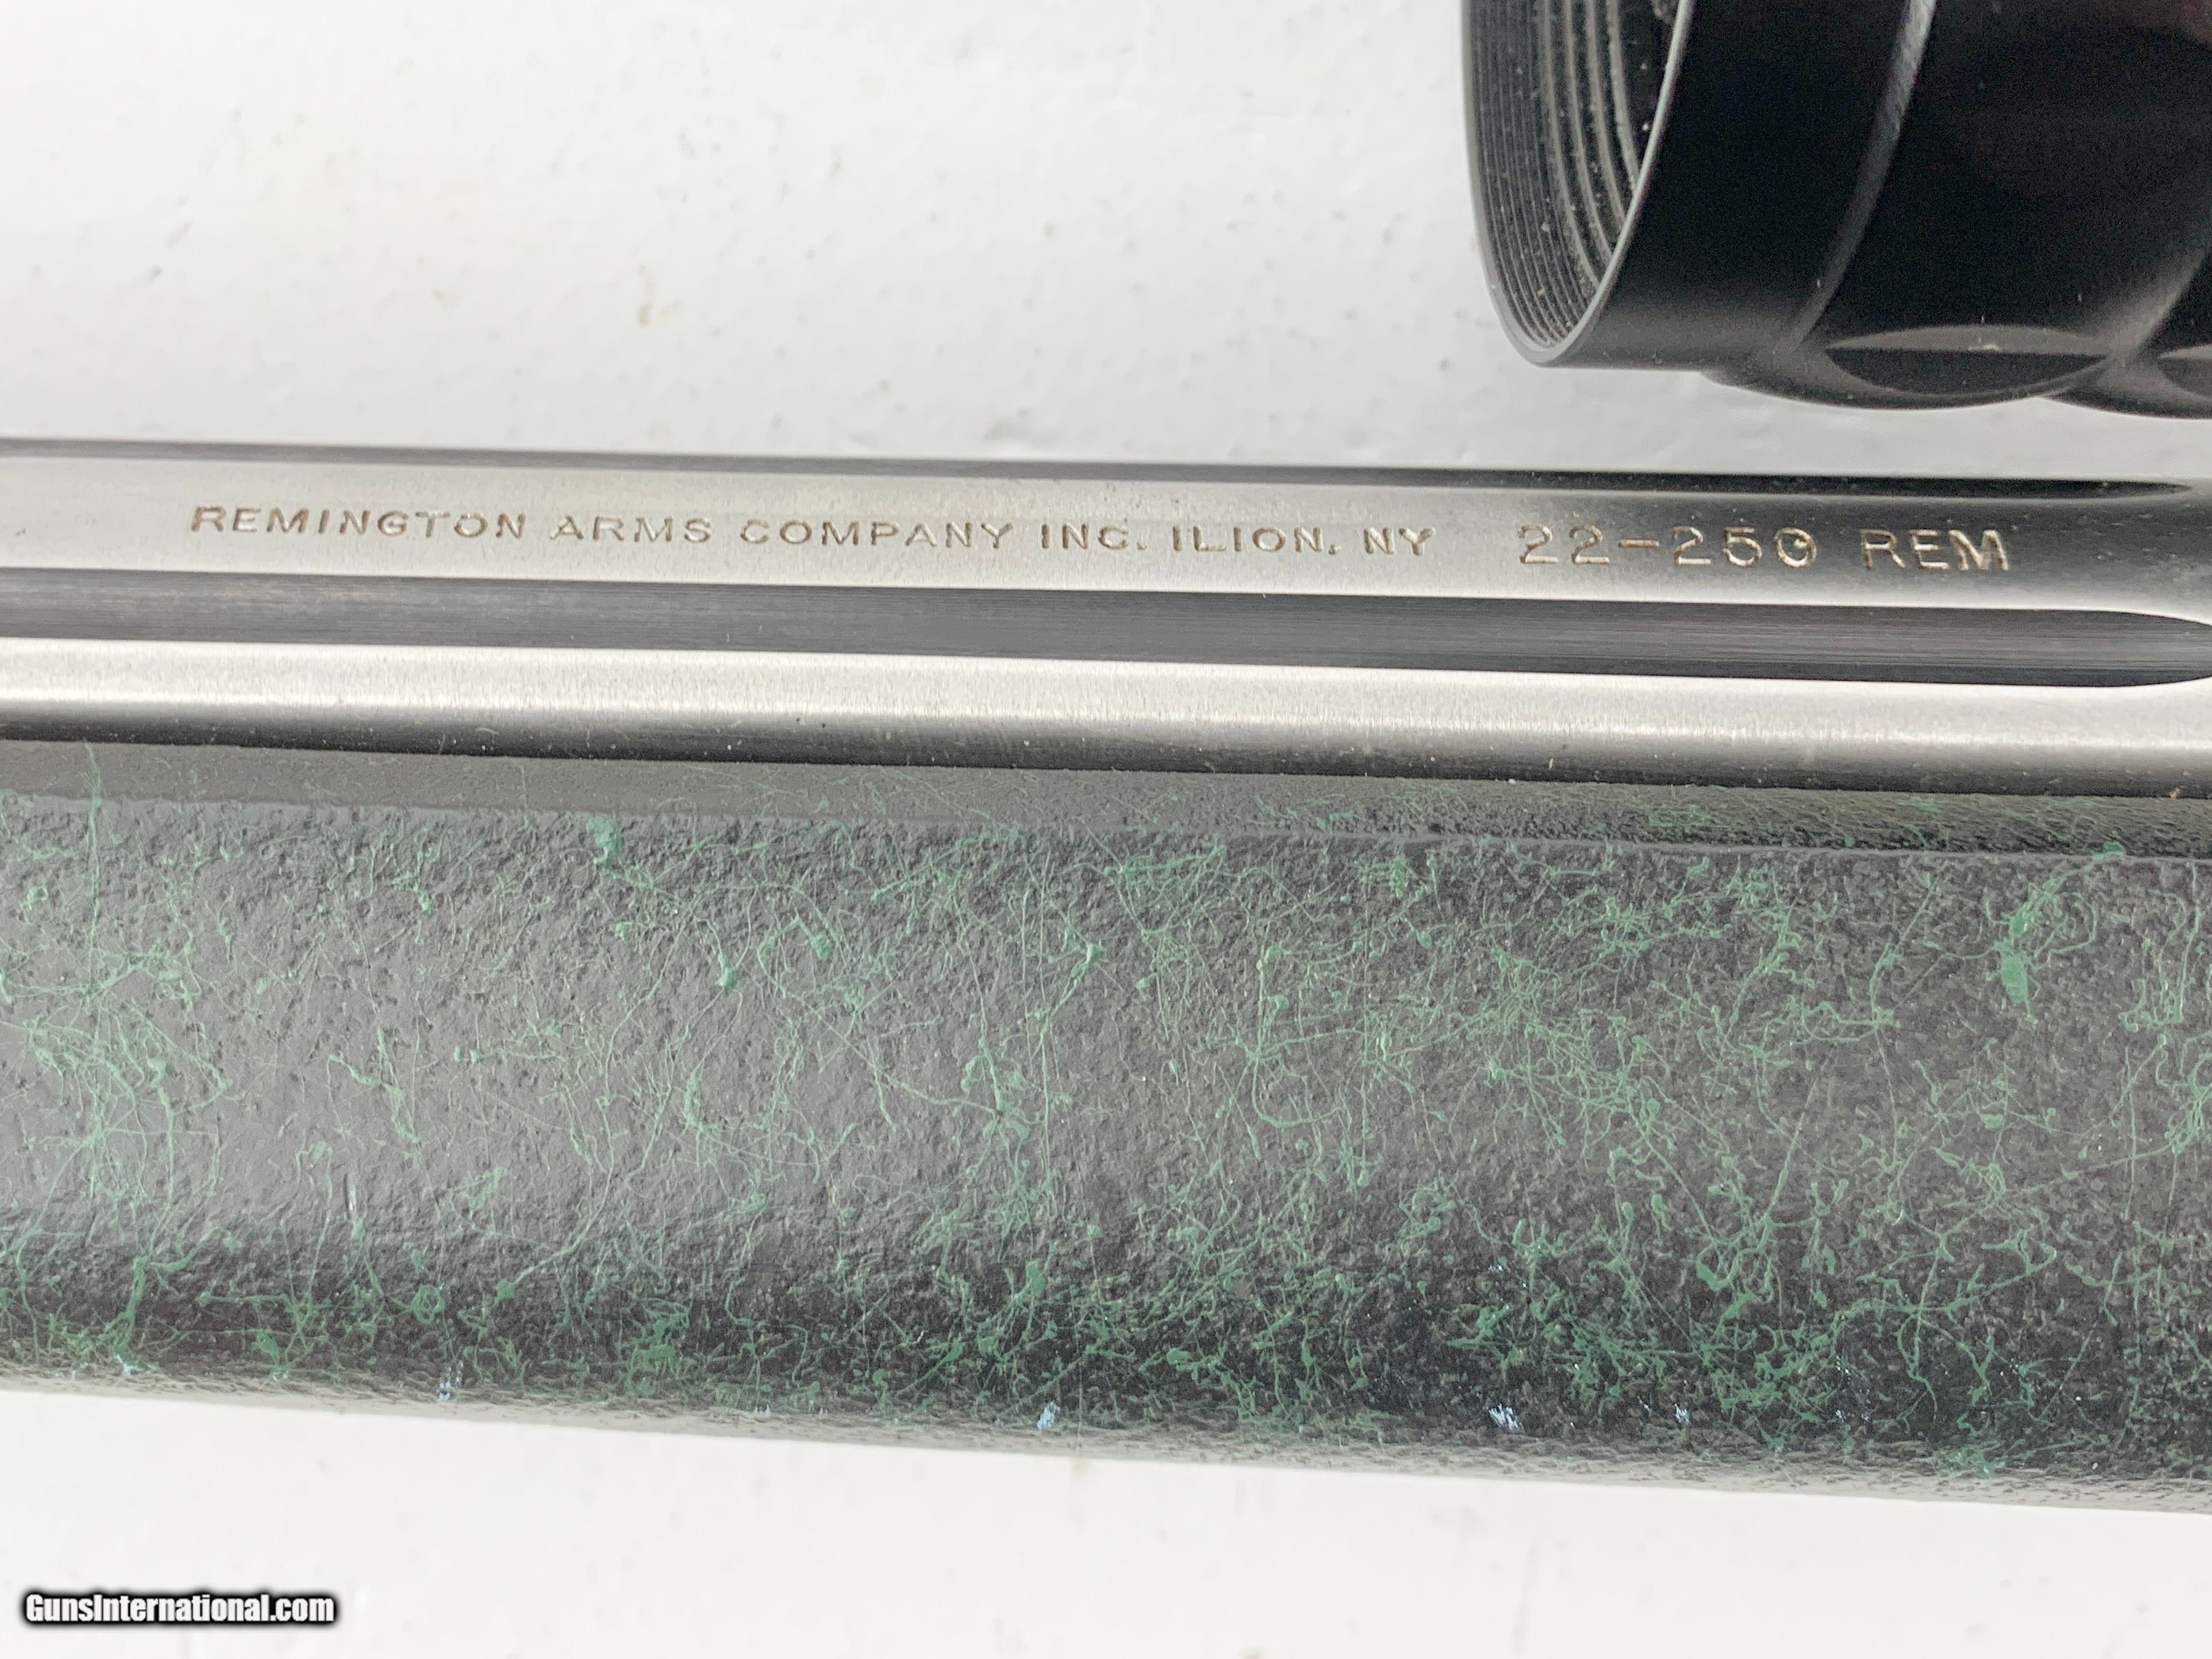 REMINGTON ARMS COMPANY INC. ILION, NY 22-250 REM
GunsInternational.com